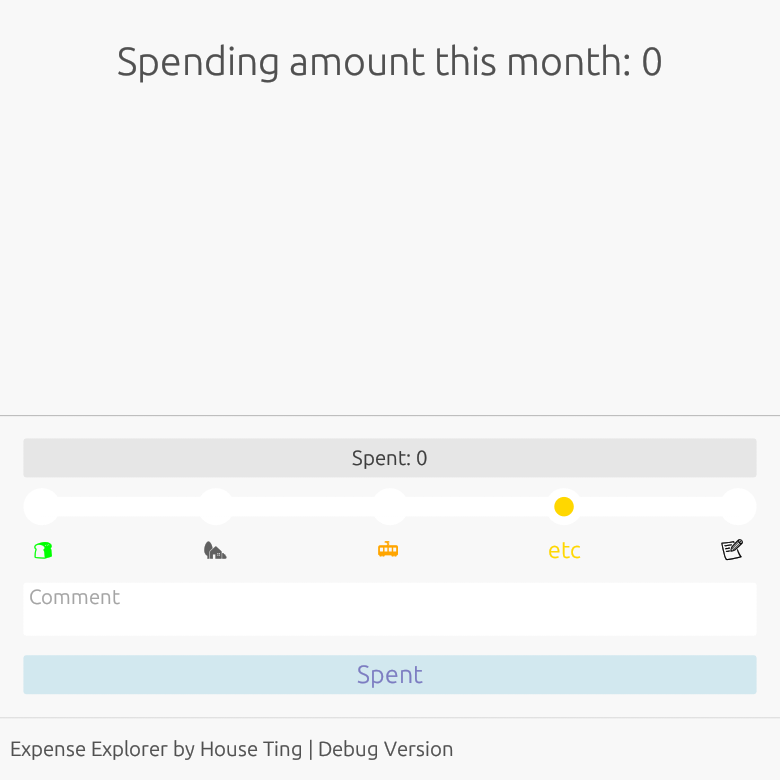 Spending amount this month: 0
Spent: 0
etc
Comment
Spent
Expense Explorer by House Ting | Debug Version